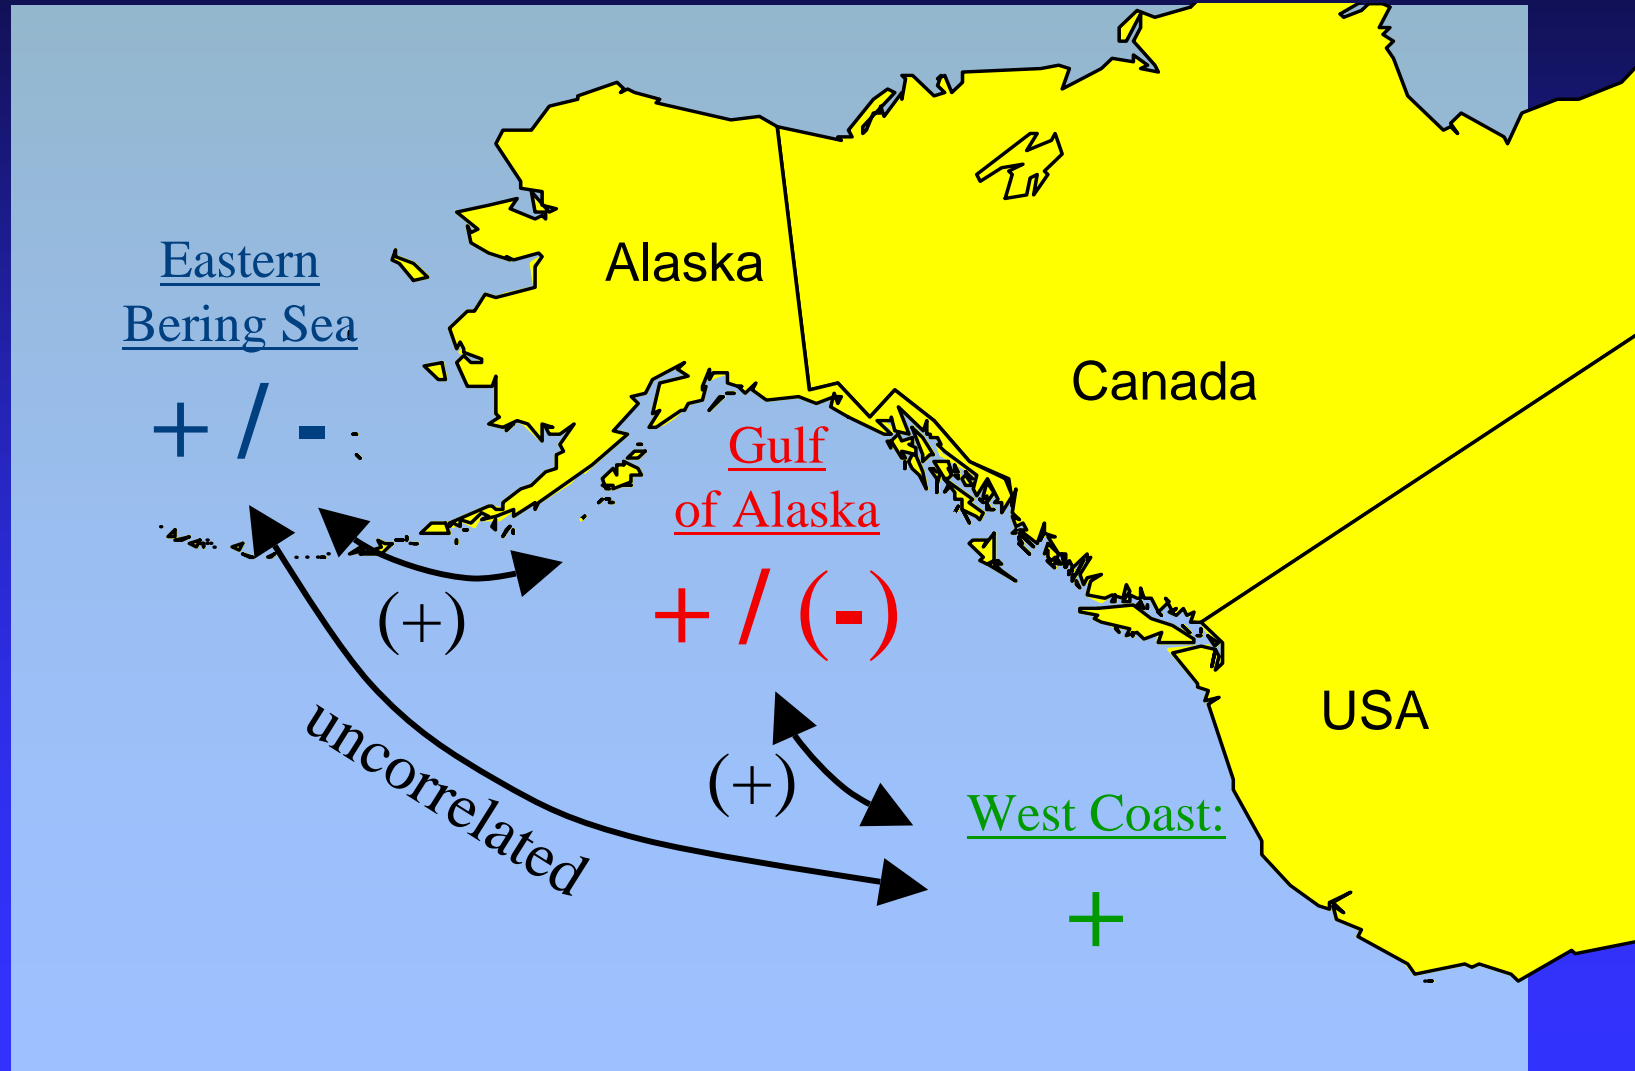 Alaska
Eastern
Bering Sea
+ / -
Canada
Gulf
of Alaska
+ / (-)
(+)
USA
uncorrelated
(+)
West Coast:
+